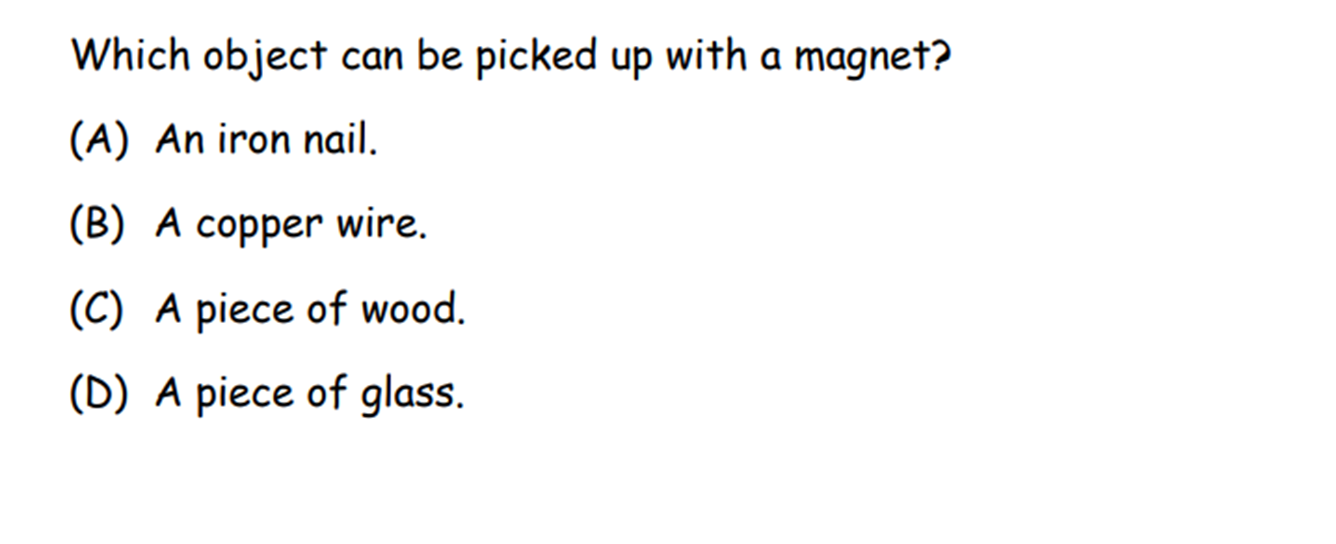 Which object can be picked up with a magnet?
(A) An iron nail.
(B) A copper wire.
(C) A piece of wood.
(D) A piece of glass.